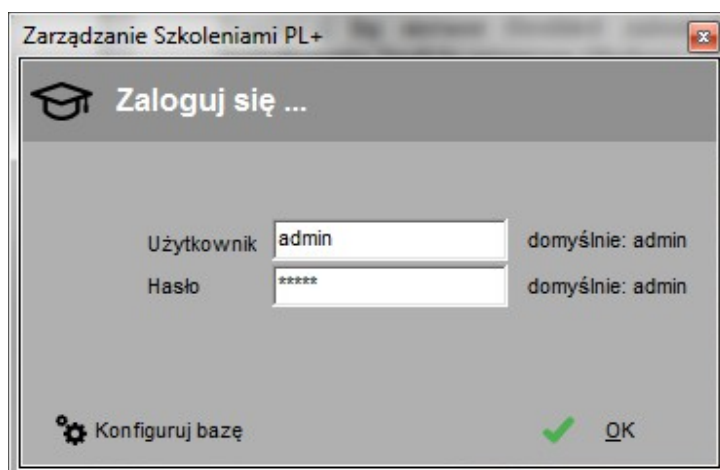 Zarządzanie Szkoleniami PL+
Zaloguj się ...
Użytkownik admin domyślnie: admin
Hasło ***** domyślnie: admin
Konfiguruj bazę OK